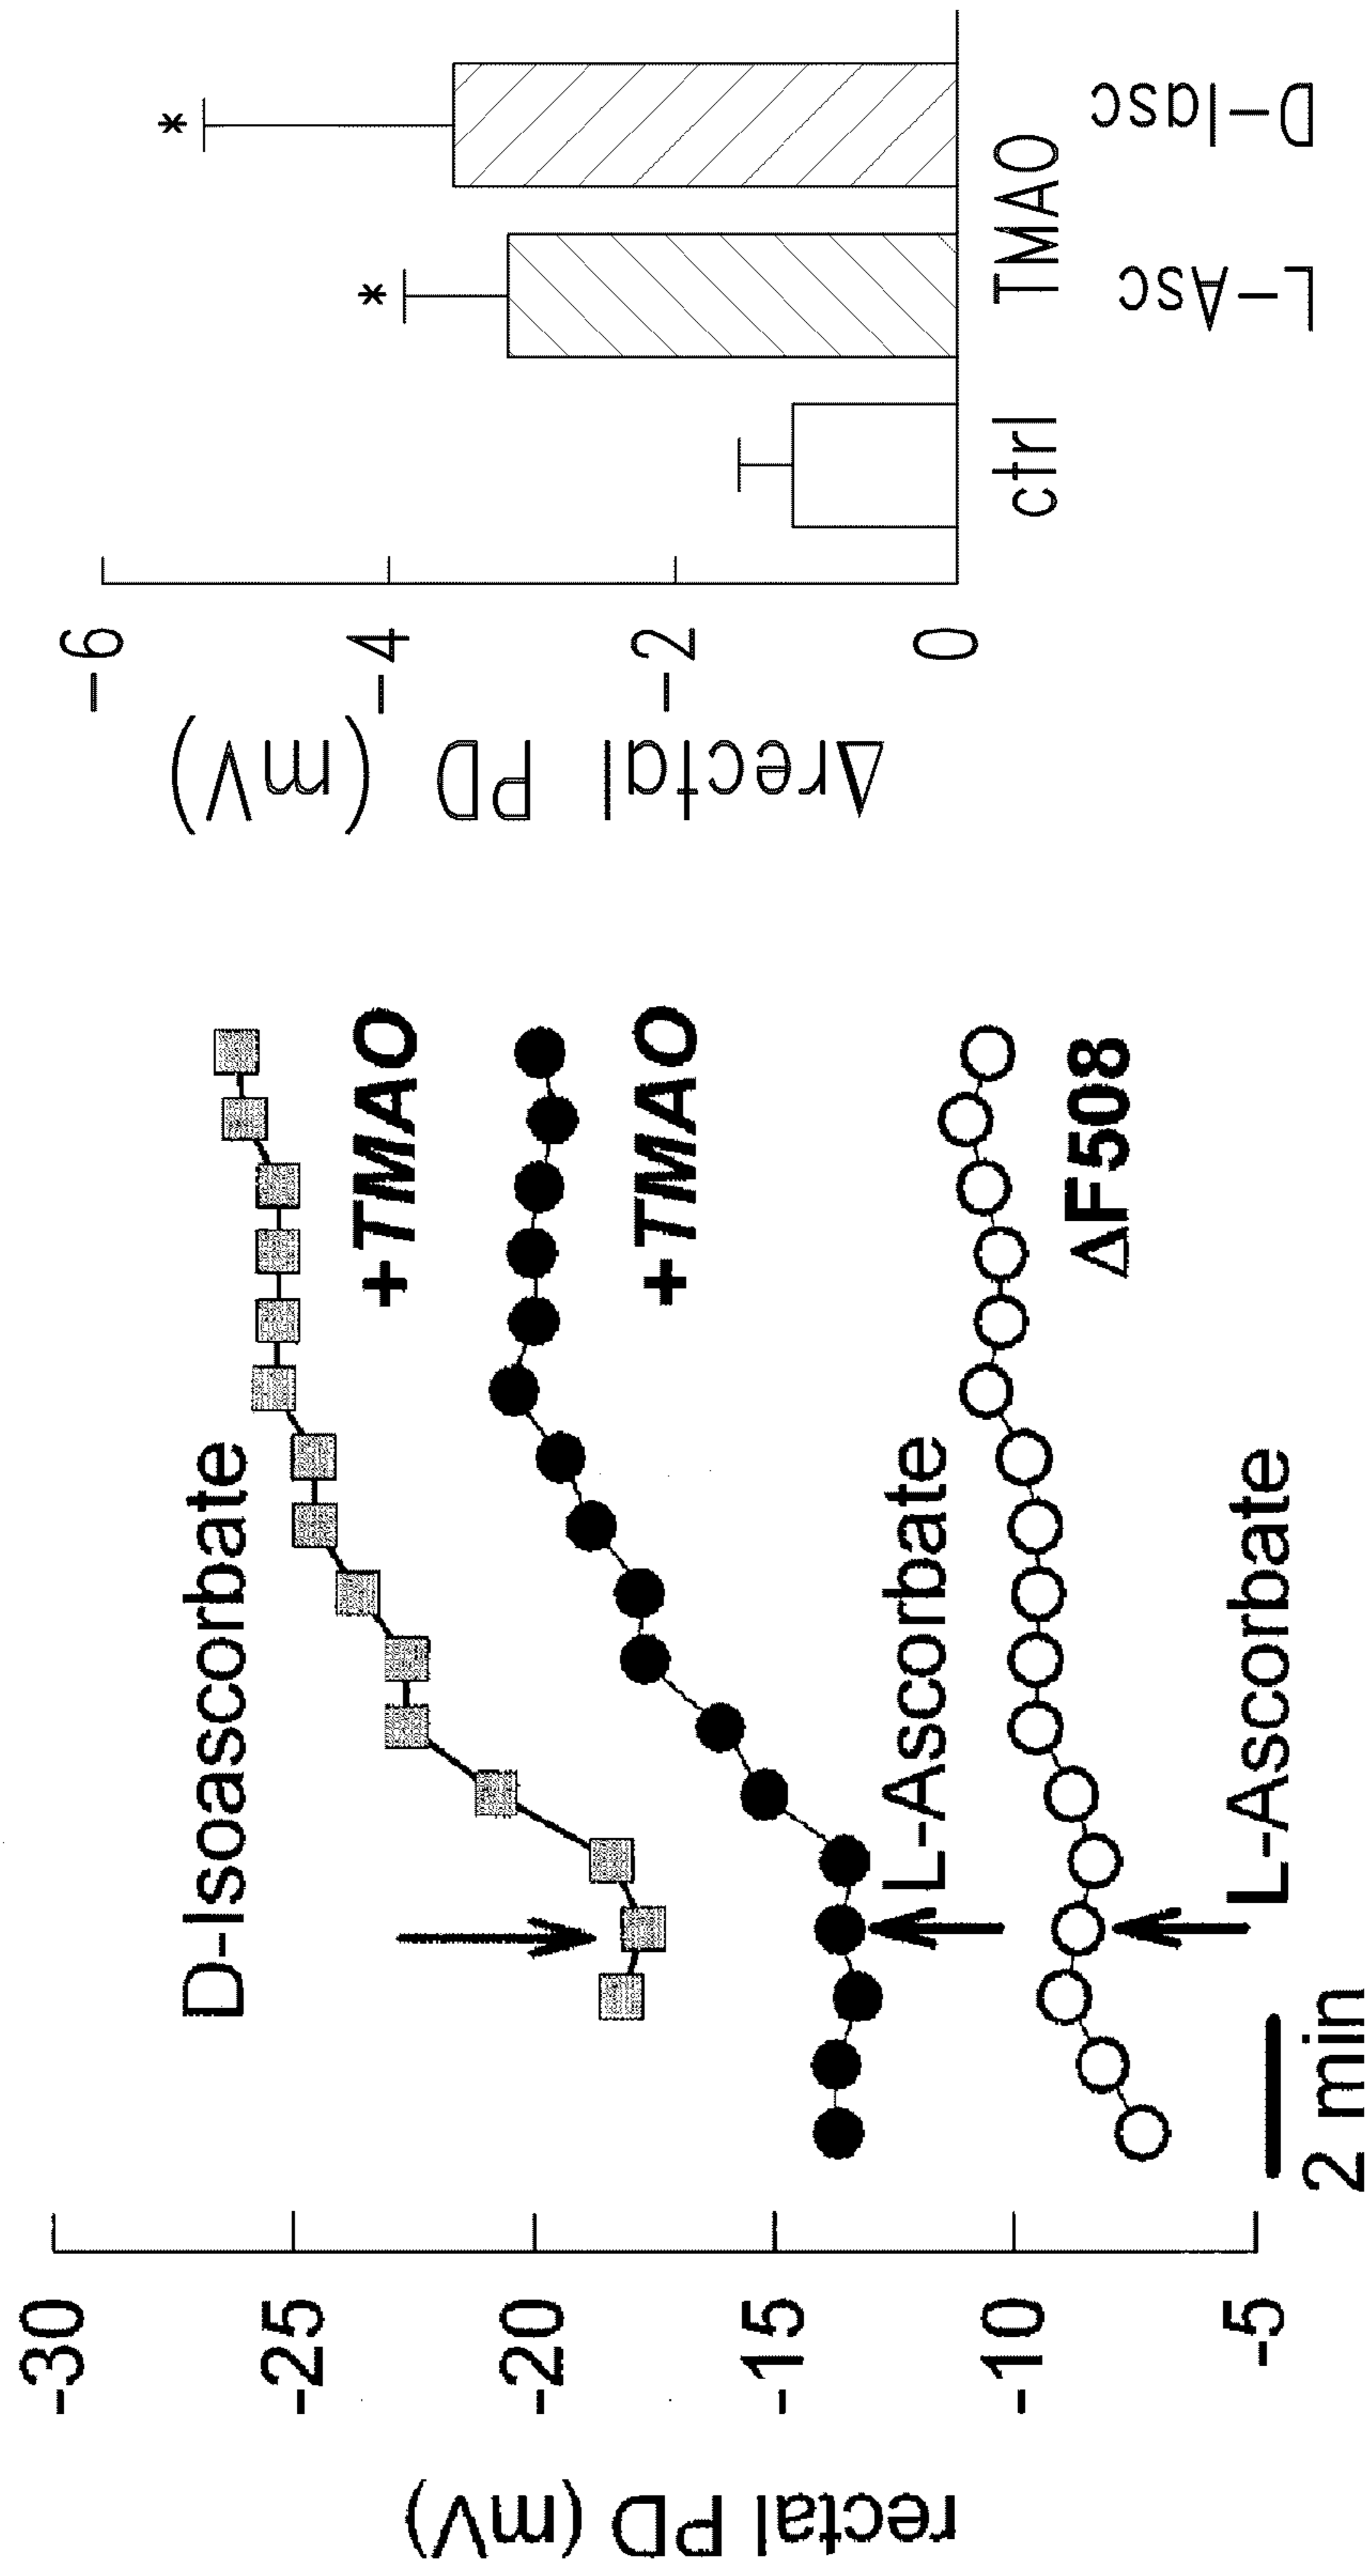 rectal PD (mV)
-30
-25
-20
-15
-10
-5
D-Isoascorbate
+TMAO
+TMAO
L-Ascorbate
ΔF508
L-Ascorbate
2 min
Δrectal PD (mV)
-6
-4
-2
0
*
*
ctrl
TMAO
L-Asc
D-Iasc